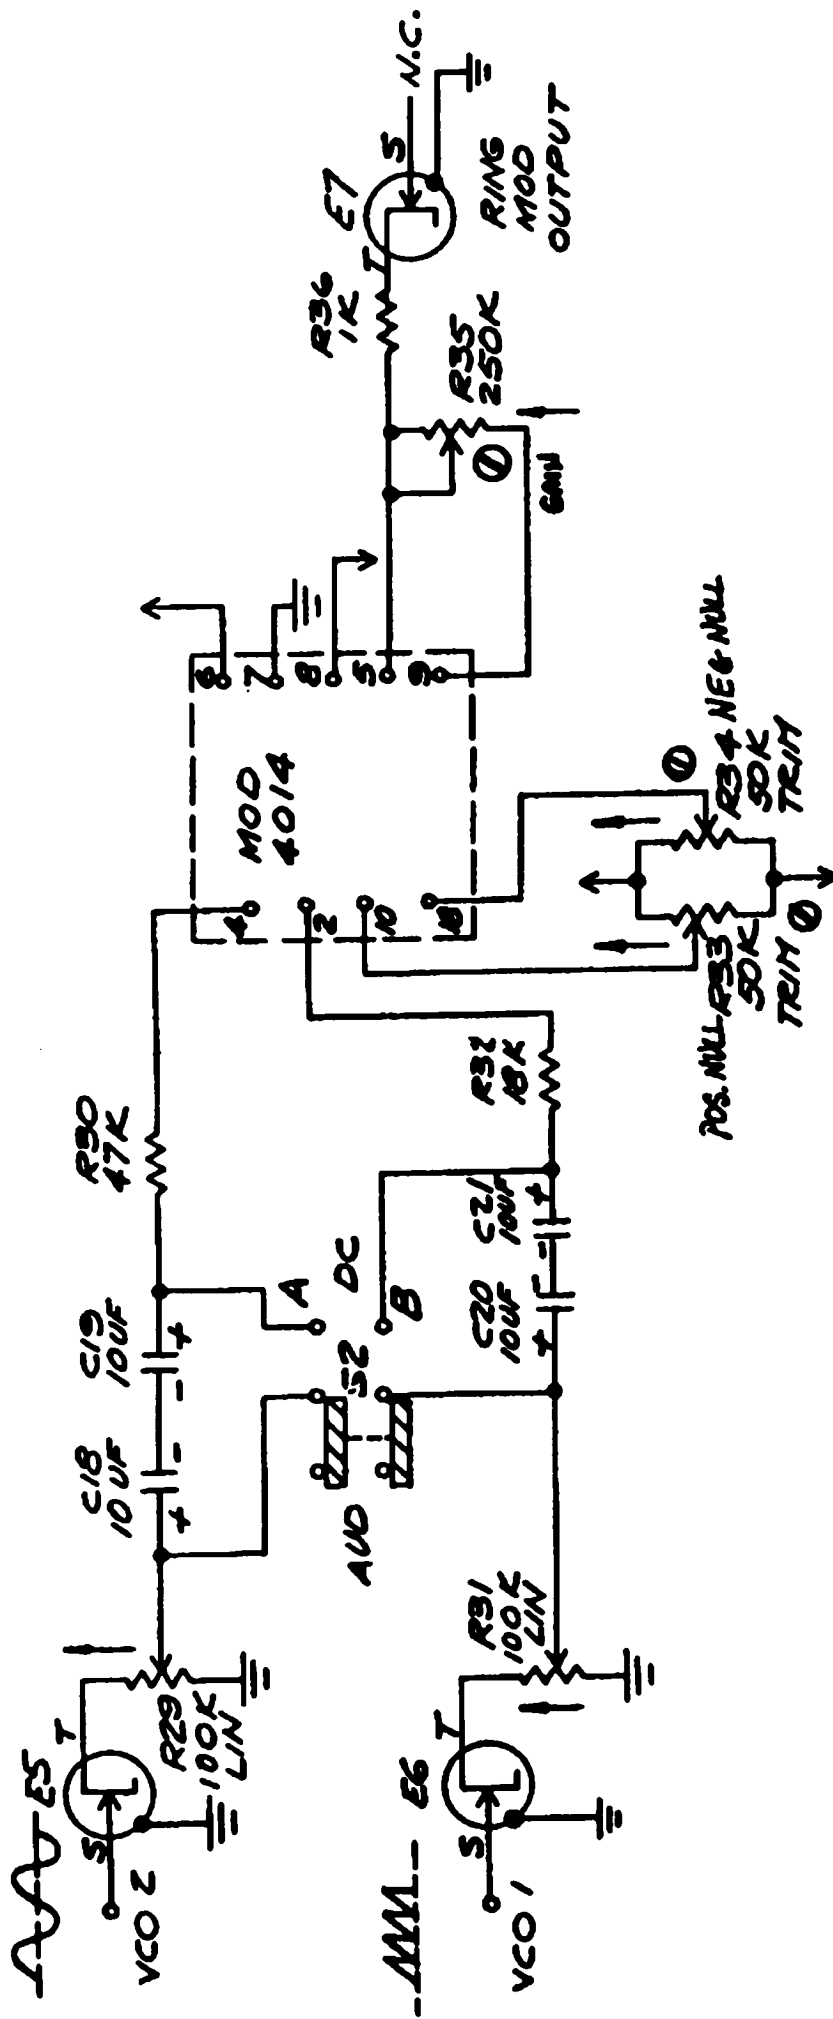 VCO 2
S
E5
T
R29
100K
LIN
C18
10 UF
+
-
C19
10UF
-
+
R30
47K
A
DC
S2
AUD
B
VCO 1
S
E6
T
R31
100K
LIN
C20
10UF
+
-
C21
10UF
-
+
R32
18K
MOD
4014
4
2
10
6
7
8
5
9
POS. NULL R33
50K
TRIM
R34 NEG NULL
50K
TRIM
R35
250K
GAIN
R36
1K
T
E7
S
N.C.
RING
MOD
OUTPUT